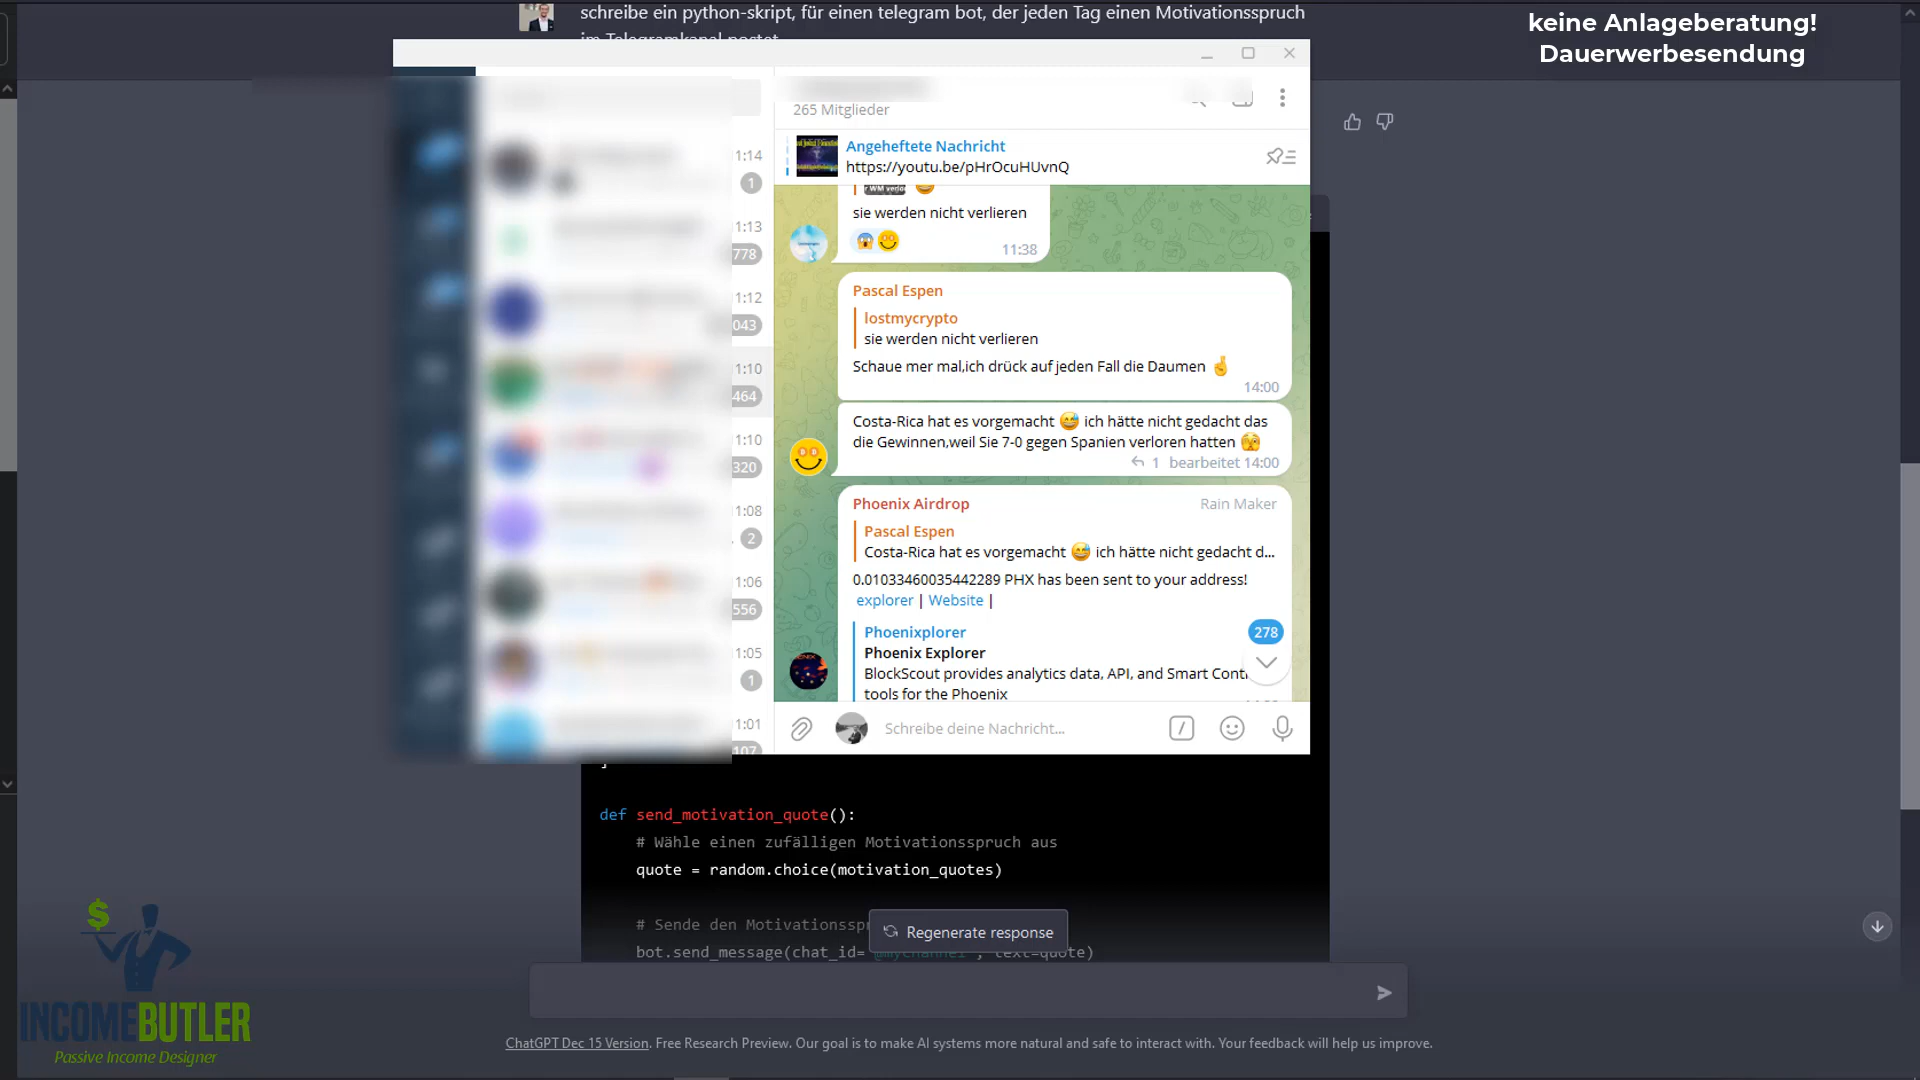 schreibe ein python-skript, für einen telegram bot, der jeden Tag einen Motivationsspruch
im Telegramkanal postet
keine Anlageberatung!
Dauerwerbesendung
265 Mitglieder
Angeheftete Nachricht
https://youtu.be/pHrOcuHUvnQ
sie werden nicht verlieren
11:38
Pascal Espen
lostmycrypto
sie werden nicht verlieren
Schaue mer mal,ich drück auf jeden Fall die Daumen 🤞
14:00
Costa-Rica hat es vorgemacht 😅 ich hätte nicht gedacht das
die Gewinnen,weil Sie 7-0 gegen Spanien verloren hatten 🫣
1 bearbeitet 14:00
Phoenix Airdrop Rain Maker
Pascal Espen
Costa-Rica hat es vorgemacht 😅 ich hätte nicht gedacht d...
0.01033460035442289 PHX has been sent to your address!
explorer | Website |
Phoenixplorer
278
Phoenix Explorer
BlockScout provides analytics data, API, and Smart
tools for the Phoenix
Schreibe deine Nachricht...
1:14
1
1:13
778
1:12
043
1:10
464
1:10
320
1:08
2
1:06
556
1:05
1
1:01
107
]
def send_motivation_quote():
# Wähle einen zufälligen Motivationsspruch aus
quote = random.choice(motivation_quotes)
# Sende den
bot.send_message(chat_id= text=quote)
Regenerate response
ChatGPT Dec 15 Version. Free Research Preview. Our goal is to make AI systems more natural and safe to interact with. Your feedback will help us improve.
$
INCOMEBUTLER
Passive Income Designer